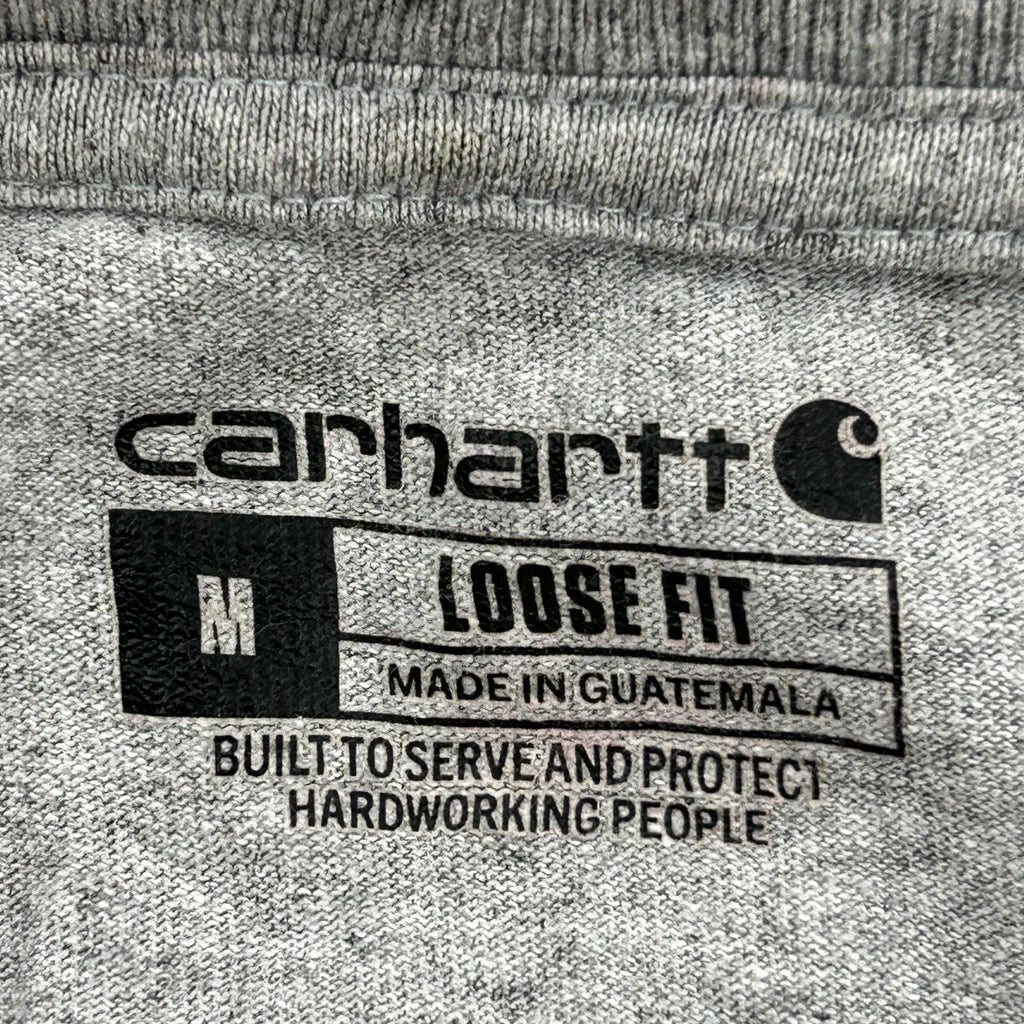 carhartt
M
LOOSE FIT
MADE IN GUATEMALA
BUILT TO SERVE AND PROTECT
HARDWORKING PEOPLE